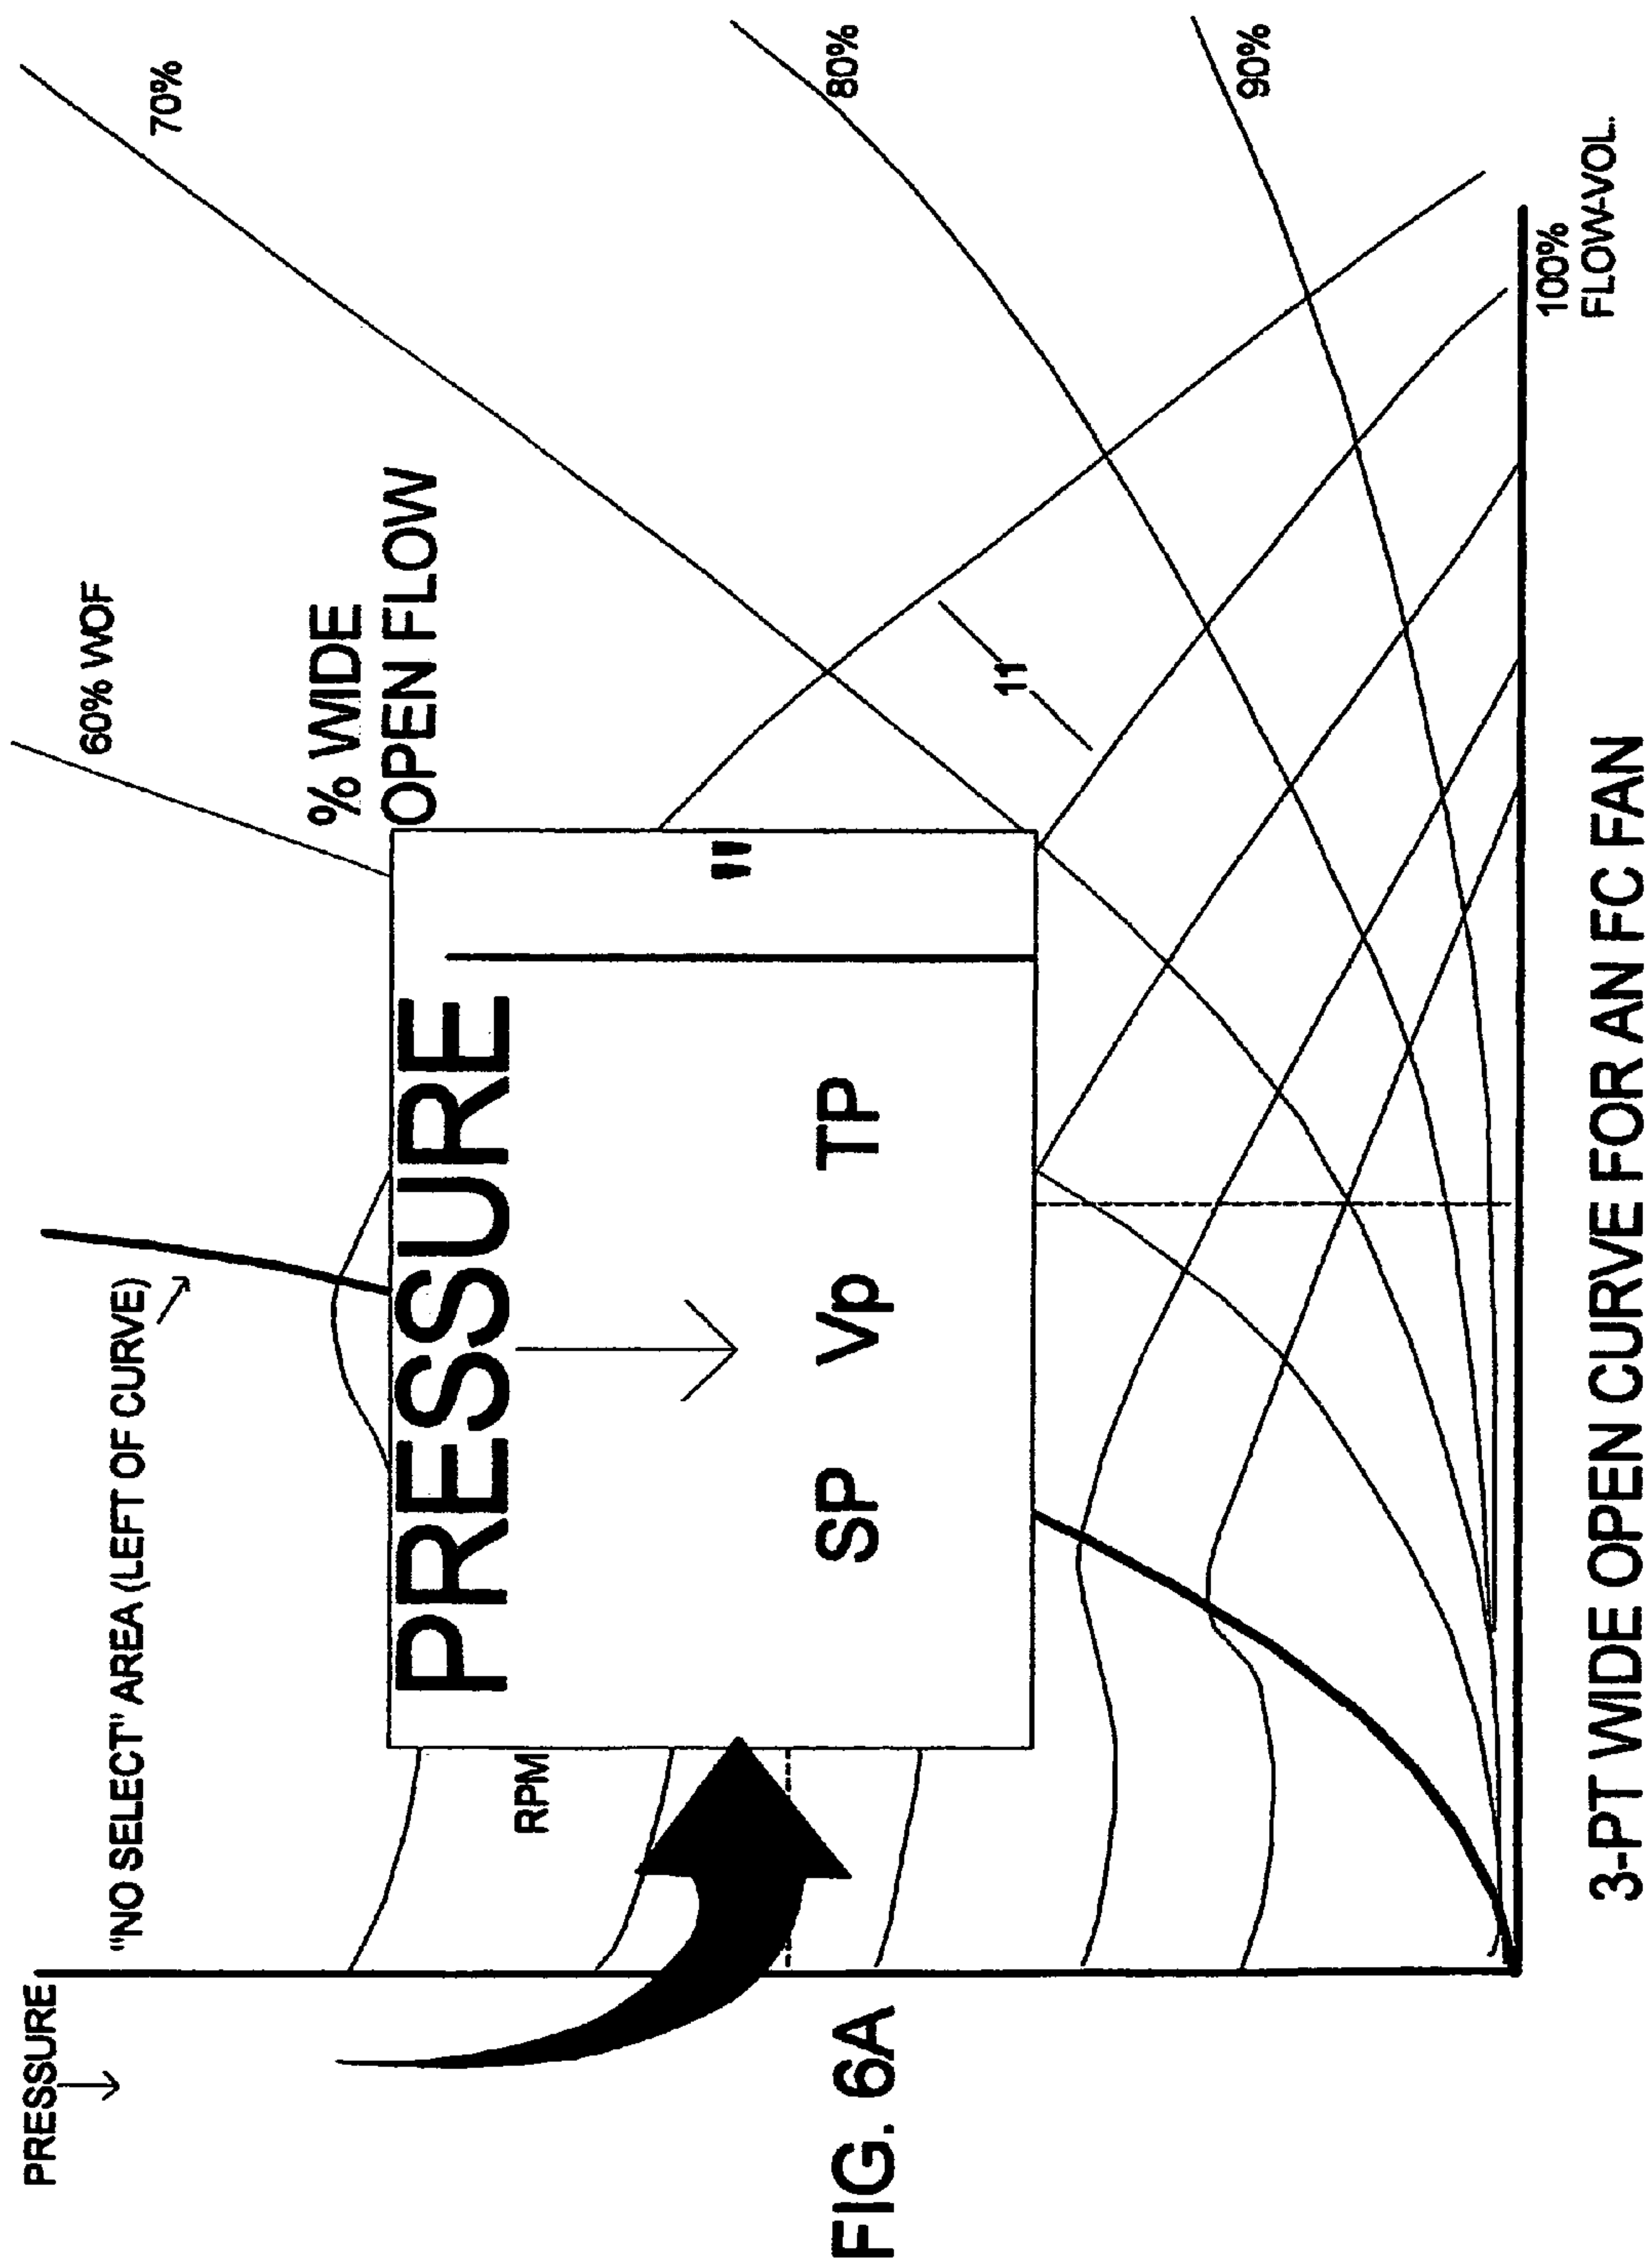 PRESSURE
"NO SELECT' AREA (LEFT OF CURVE)
60% WOF
70%
% WIDE
OPEN FLOW
PRESSURE
RPM
"
SP Vp TP
80%
11
90%
FIG. 6A
100%
FLOW-VOL.
3-PT WIDE OPEN CURVE FOR AN FC FAN